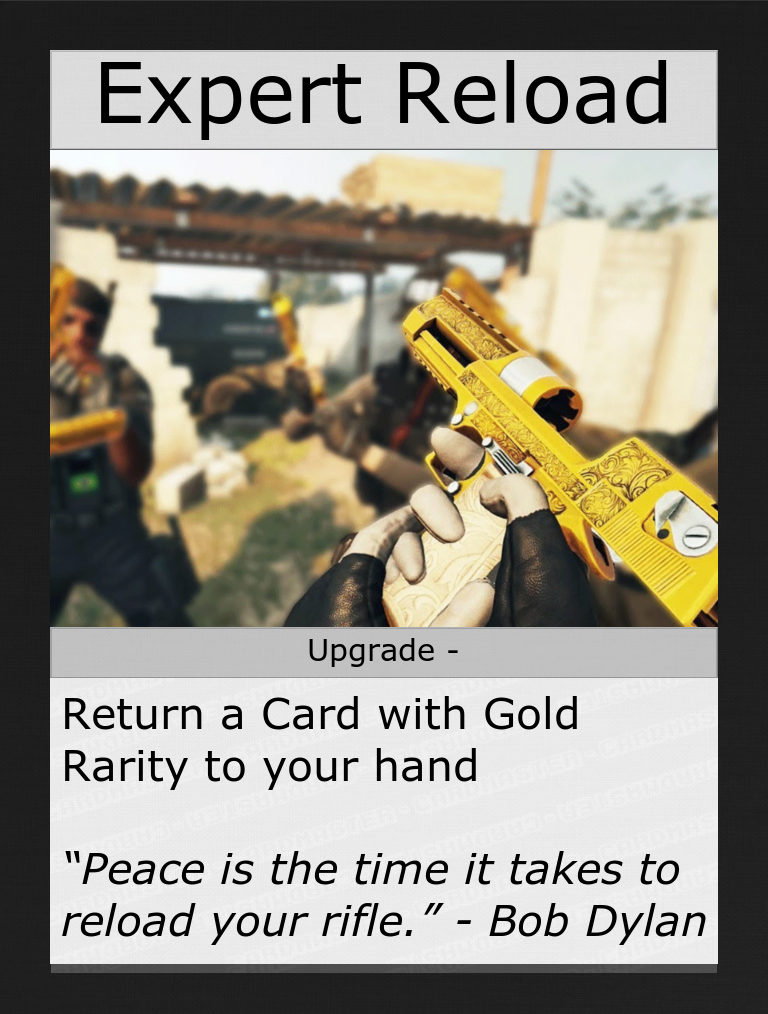 Expert Reload
Upgrade -
Return a Card with Gold
Rarity to your hand
“Peace is the time it takes to
reload your rifle.” - Bob Dylan